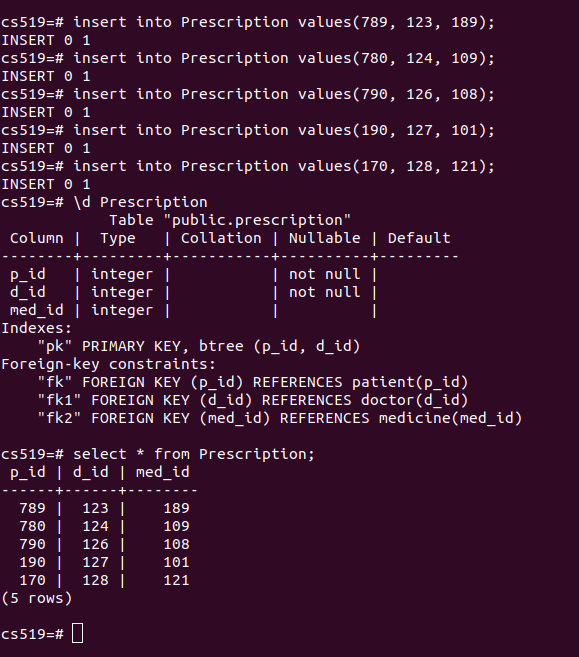 cs519=# insert into Prescription values(789, 123, 189);
INSERT 0 1
cs519=# insert into Prescription values(780, 124, 109);
INSERT 0 1
cs519=# insert into Prescription values(790, 126, 108);
INSERT 0 1
cs519=# insert into Prescription values(190, 127, 101);
INSERT 0 1
cs519=# insert into Prescription values(170, 128, 121);
INSERT 0 1
cs519=# \d Prescription
            Table "public.prescription"
 Column |  Type   | Collation | Nullable | Default
--------+---------+-----------+----------+---------
 p_id   | integer |           | not null |
 d_id   | integer |           | not null |
 med_id | integer |           |          |
Indexes:
    "pk" PRIMARY KEY, btree (p_id, d_id)
Foreign-key constraints:
    "fk" FOREIGN KEY (p_id) REFERENCES patient(p_id)
    "fk1" FOREIGN KEY (d_id) REFERENCES doctor(d_id)
    "fk2" FOREIGN KEY (med_id) REFERENCES medicine(med_id)
cs519=# select * from Prescription;
 p_id | d_id | med_id
------+------+--------
  789 |  123 |    189
  780 |  124 |    109
  790 |  126 |    108
  190 |  127 |    101
  170 |  128 |    121
(5 rows)
cs519=#